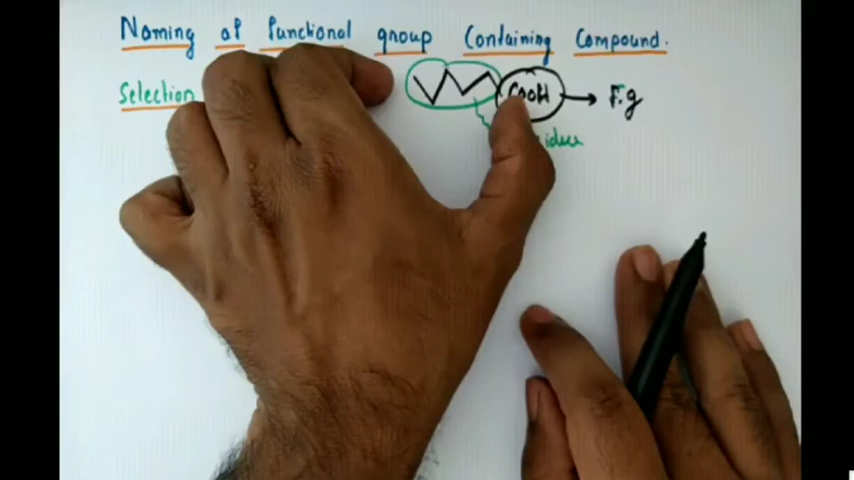 Naming of functional group Containing Compound.
Selection COOH → F.g